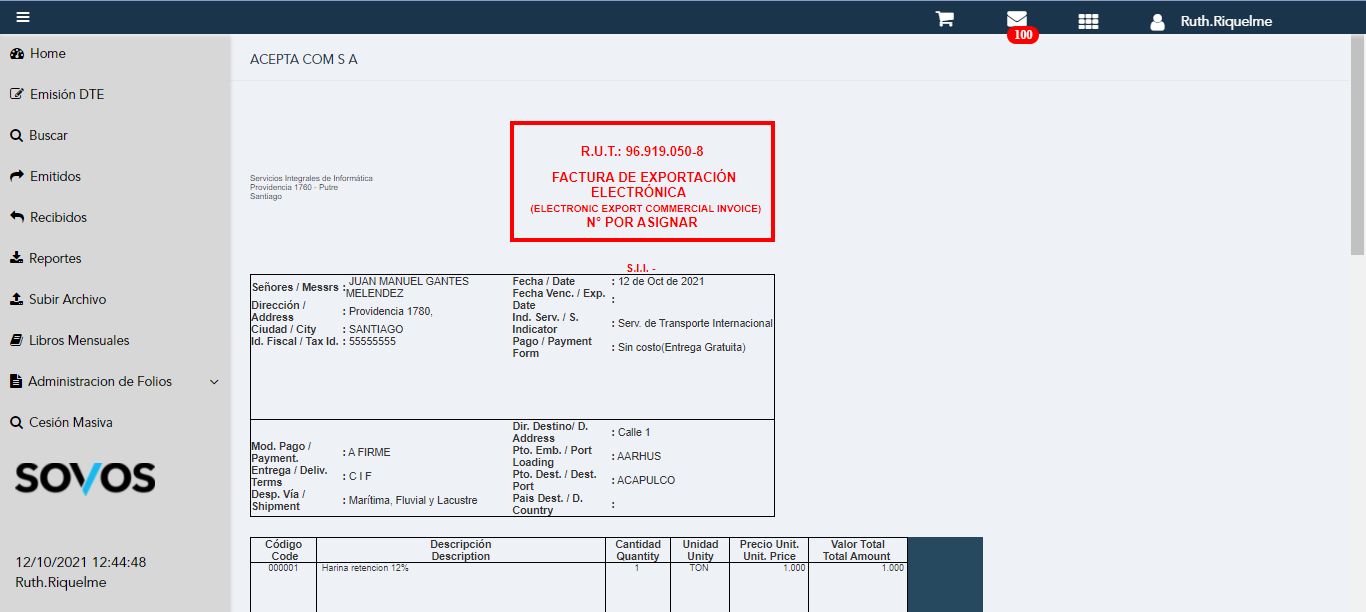 Ruth.Riquelme
100
Home
Emisión DTE
Buscar
Emitidos
Recibidos
Reportes
Subir Archivo
Libros Mensuales
Administracion de Folios
Cesión Masiva
SOVOS
12/10/2021 12:44:48
Ruth.Riquelme
ACEPTA COM S A
Servicios Integrales de Informática
Providencia 1760 - Putre
Santiago
R.U.T.: 96.919.050-8
FACTURA DE EXPORTACIÓN
ELECTRÓNICA
(ELECTRONIC EXPORT COMMERCIAL INVOICE)
N° POR ASIGNAR
S.I.I. -
Señores / Messrs : JUAN MANUEL GANTES
MELENDEZ
Dirección /
Address : Providencia 1780,
Ciudad / City : SANTIAGO
Id. Fiscal / Tax Id. : 55555555
Fecha / Date : 12 de Oct de 2021
Fecha Venc. / Exp.
Date :
Ind. Serv. / S.
Indicator : Serv. de Transporte Internacional
Pago / Payment
Form : Sin costo(Entrega Gratuita)
Mod. Pago /
Payment. : A FIRME
Entrega / Deliv.
Terms : C I F
Desp. Vía /
Shipment : Marítima, Fluvial y Lacustre
Dir. Destino/ D.
Address : Calle 1
Pto. Emb. / Port
Loading : AARHUS
Pto. Dest. / Dest.
Port : ACAPULCO
Pais Dest. / D.
Country :
Código Descripción Cantidad Unidad Precio Unit. Valor Total
Code Description Quantity Unity Unit. Price Total Amount
000001 Harina retencion 12% 1 TON 1.000 1.000